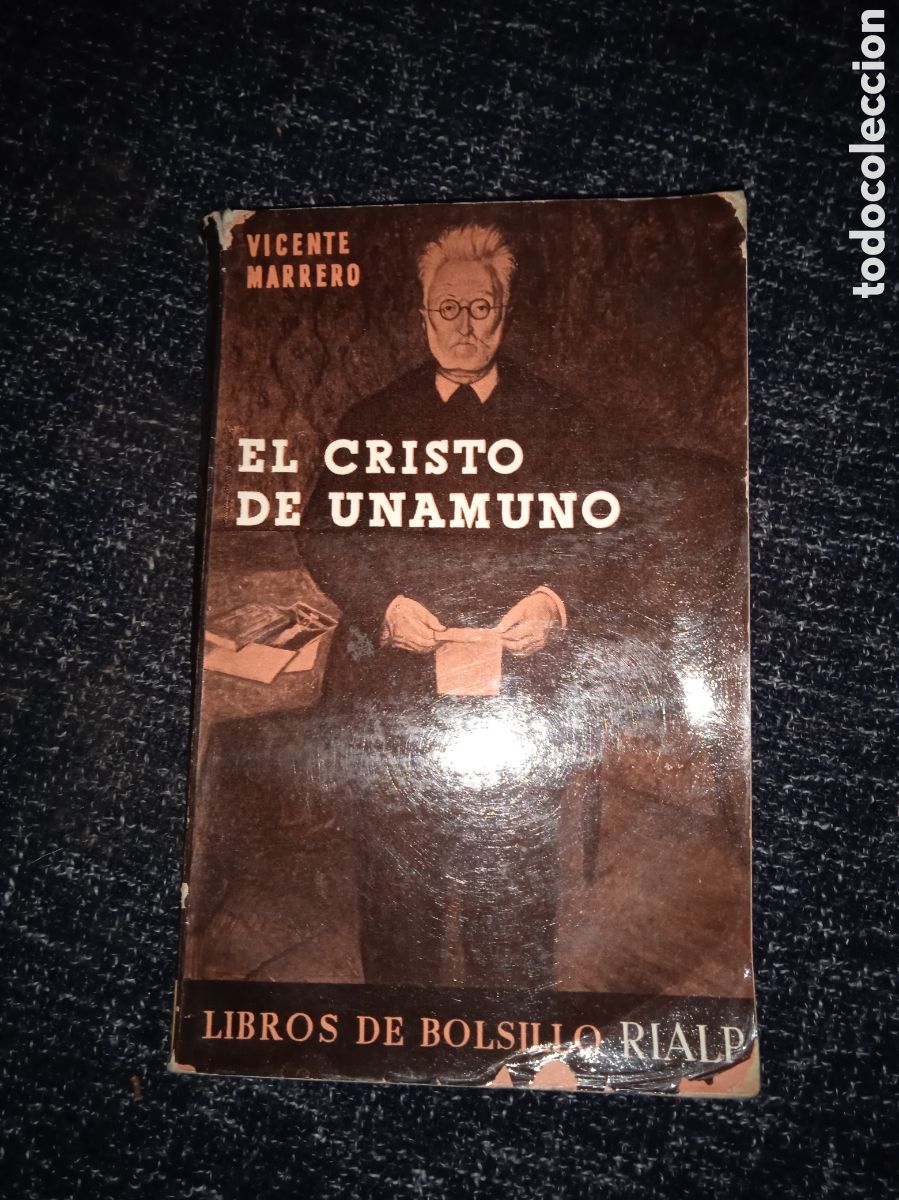 VICENTE
MARRERO
EL CRISTO
DE UNAMUNO
LIBROS DE BOLSILLO RIALP
todocoleccion